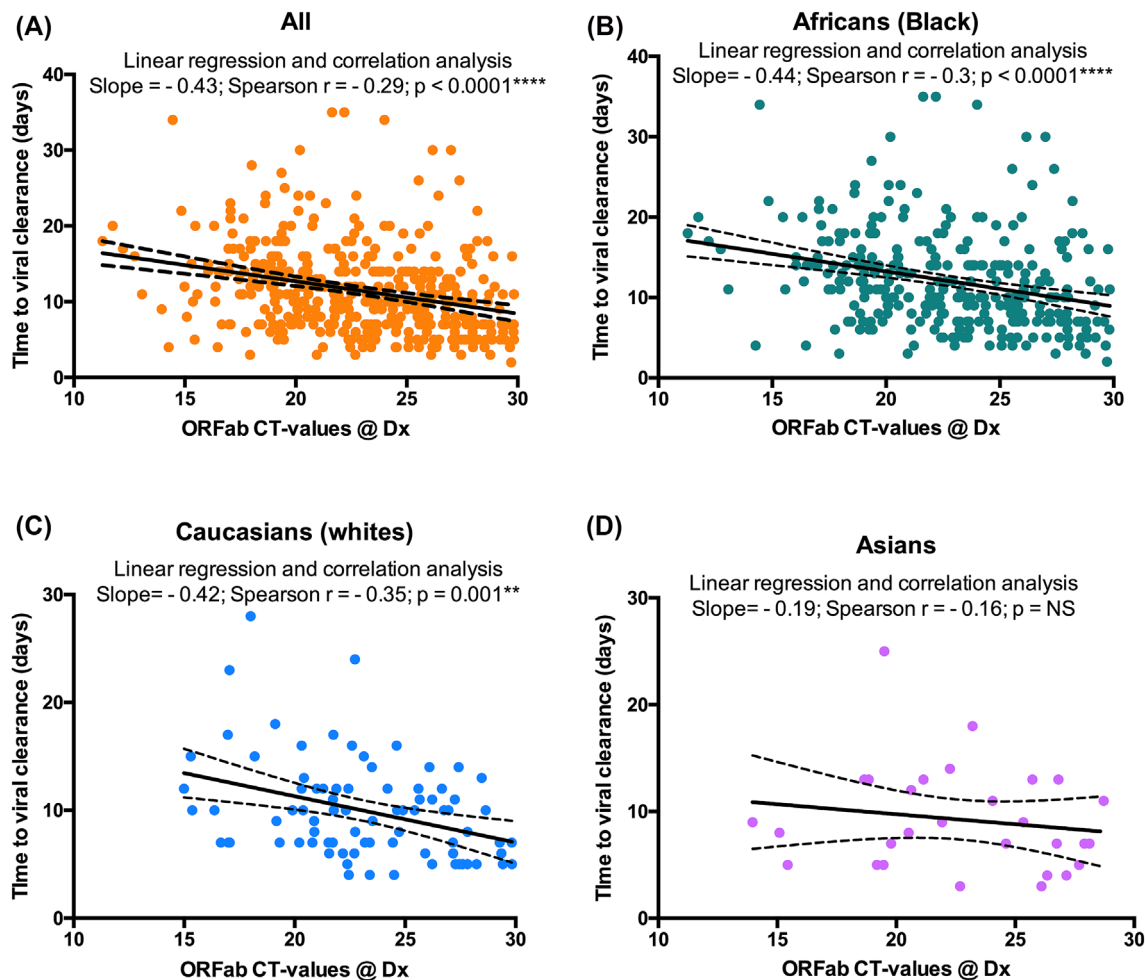 (A)
All
Linear regression and correlation analysis
Slope = - 0.43; Spearson r = - 0.29; p < 0.0001****
40
30
20
10
0
TIme to viral clearance (days)
10 15 20 25 30
ORFab CT-values @ Dx
(B)
Africans (Black)
Linear regression and correlation analysis
Slope= - 0.44; Spearson r = - 0.3; p < 0.0001****
40
30
20
10
0
TIme to viral clearance (days)
10 15 20 25 30
ORFab CT-values @ Dx
(C)
Caucasians (whites)
Linear regression and correlation analysis
Slope= - 0.42; Spearson r = - 0.35; p = 0.001**
30
20
10
0
TIme to viral clearance (days)
10 15 20 25 30
ORFab CT-values @ Dx
(D)
Asians
Linear regression and correlation analysis
Slope= - 0.19; Spearson r = - 0.16; p = NS
30
20
10
0
TIme to viral clearance (days)
10 15 20 25 30
ORFab CT-values @ Dx